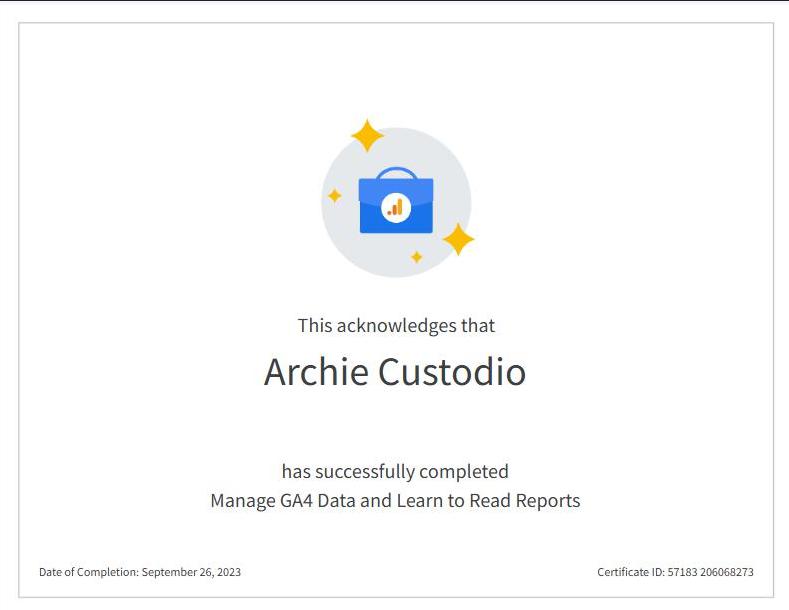 This acknowledges that
Archie Custodio
has successfully completed
Manage GA4 Data and Learn to Read Reports
Date of Completion: September 26, 2023
Certificate ID: 57183 206068273